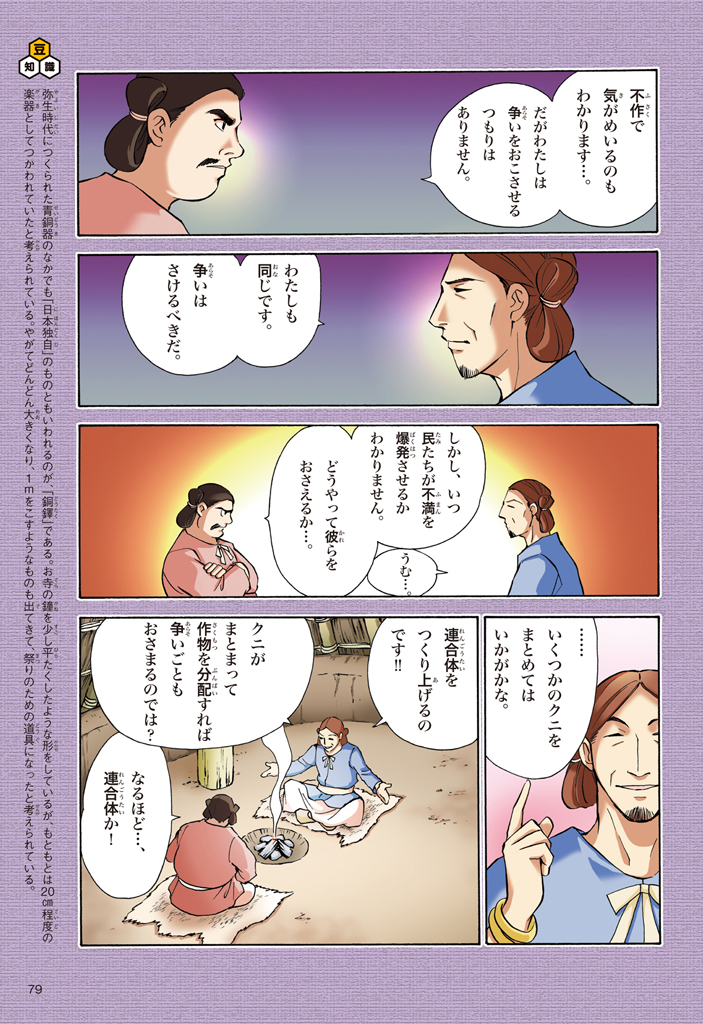 不作で
気がめいるのも
わかります…。
だがわたしは
争いをおこさせる
つもりは
ありません。
わたしも
同じです。
争いは
さけるべきだ。
しかし、いつ
民たちが不満を
爆発させるか
わかりません。
どうやって彼らを
おさえるか…。
うむ…。
……
いくつかのクニを
まとめては
いかがかな。
連合体を
つくり上げるの
です!!
クニが
まとまって
作物を分配すれば
争いごとも
おさまるのでは?
なるほど…、
連合体か!
豆
知識
弥生時代につくられた青銅器のなかでも「日本独自」のものともいわれるのが、「銅鐸」である。お寺の鐘を少し平たくしたような形をしているが、もともとは20㎝程度の
楽器としてつかわれていたと考えられている。やがてどんどん大きくなり、1mをこすようなものも出てきて、祭りのための道具になったと考えられている。
79